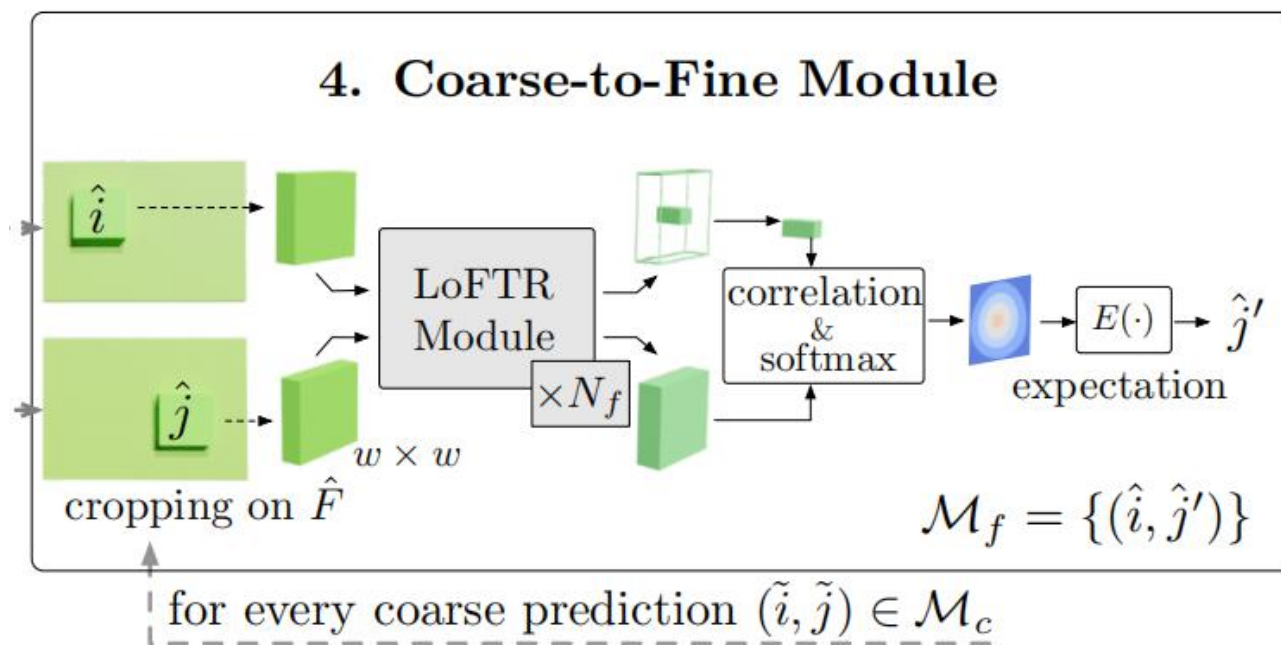 4. Coarse-to-Fine Module
î
LoFTR
Module
×N_f
correlation
&
softmax
E(·)
ĵ′
expectation
ĵ
w × w
cropping on F̂
ℳ_f = {(î, ĵ′)}
for every coarse prediction (ĩ, j̃) ∈ ℳ_c